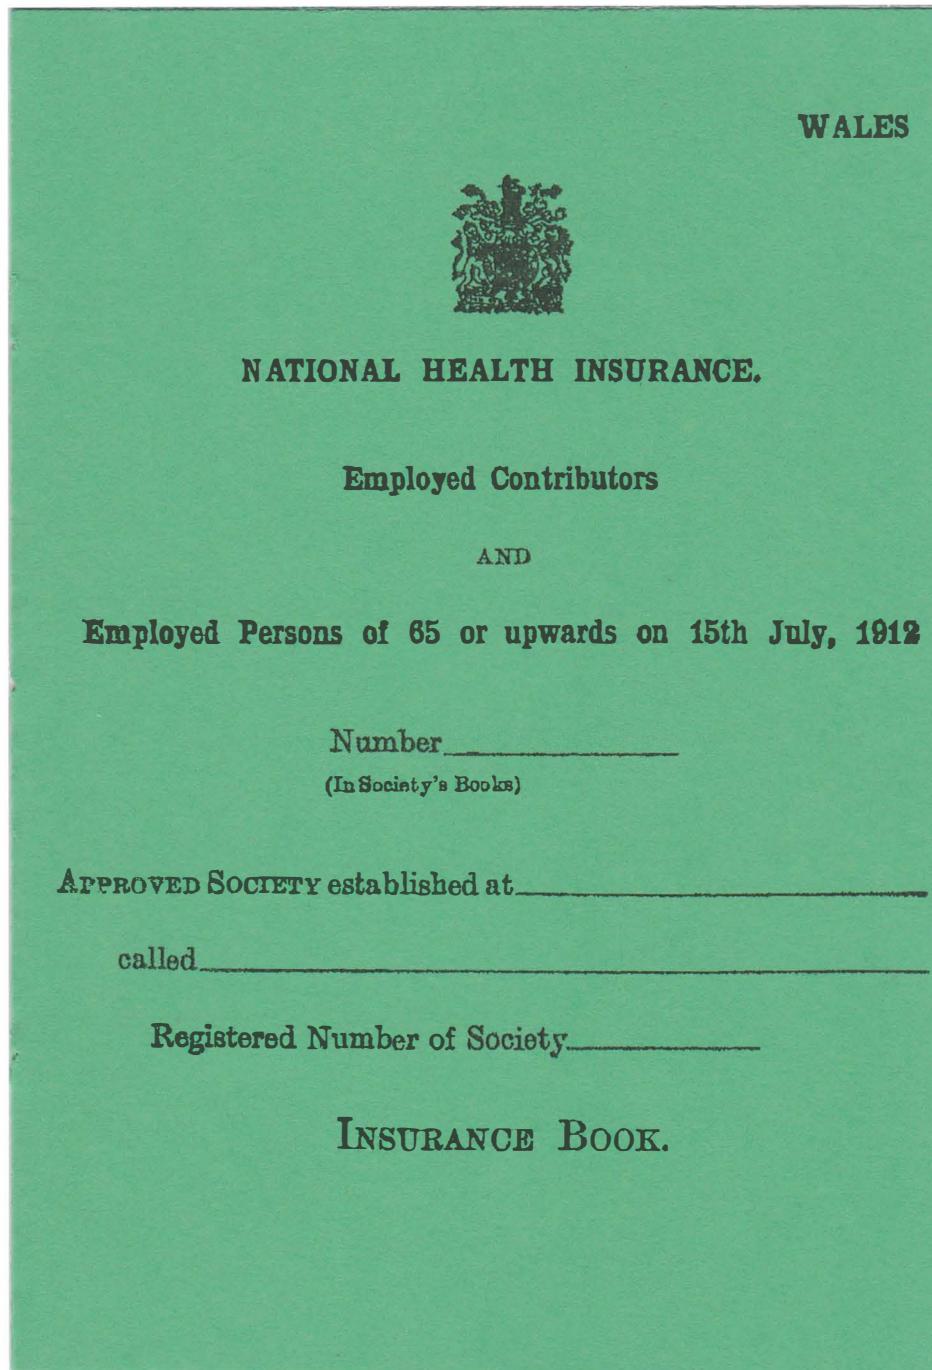 WALES
NATIONAL HEALTH INSURANCE.
Employed Contributors
AND
Employed Persons of 65 or upwards on 15th July, 1912
Number
(In Society's Books)
APPROVED SOCIETY established at
called
Registered Number of Society
INSURANCE BOOK.